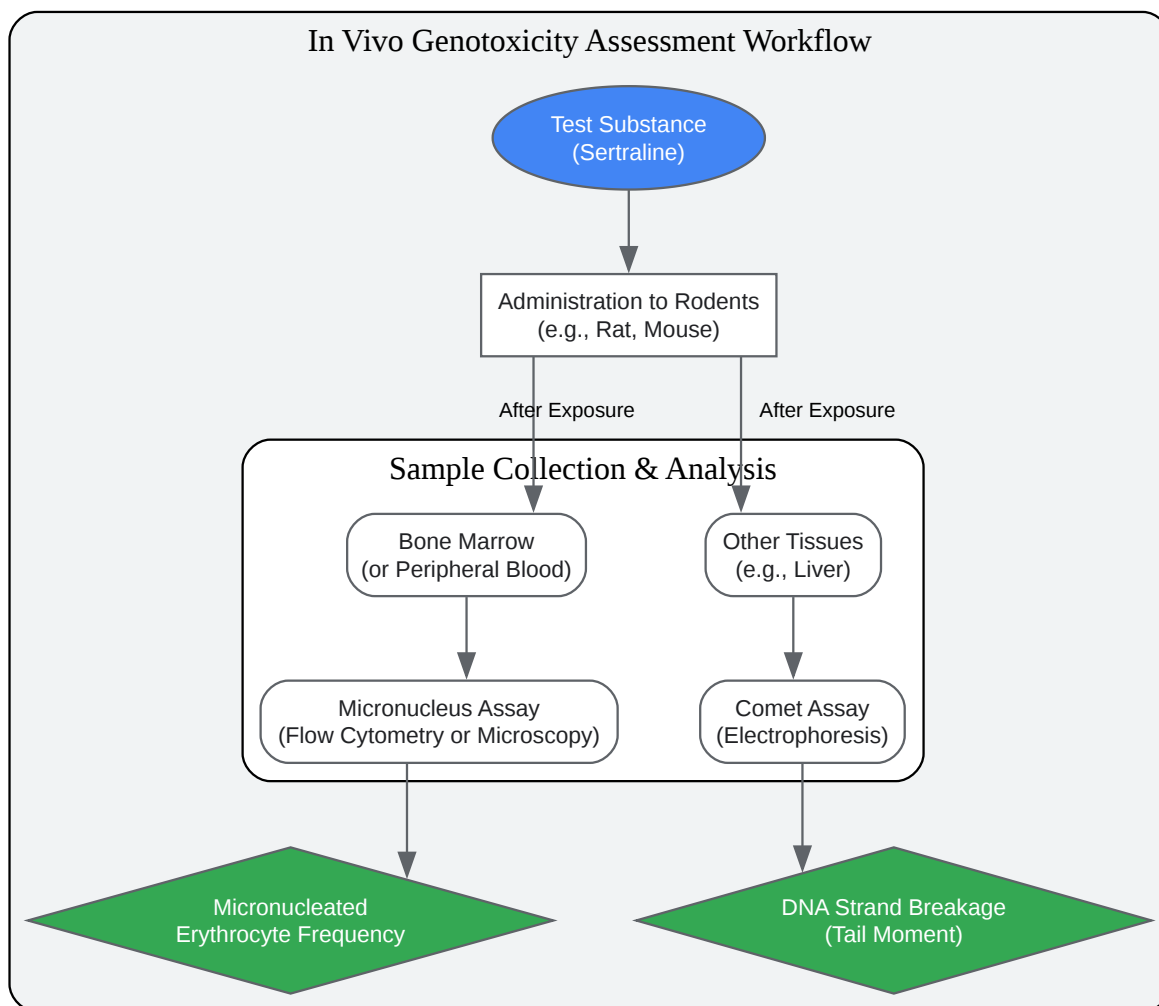 In Vivo Genotoxicity Assessment Workflow
Test Substance
(Sertraline)
Administration to Rodents
(e.g., Rat, Mouse)
After Exposure
After Exposure
Sample Collection & Analysis
Bone Marrow
(or Peripheral Blood)
Other Tissues
(e.g., Liver)
Micronucleus Assay
(Flow Cytometry or Microscopy)
Comet Assay
(Electrophoresis)
Micronucleated
Erythrocyte Frequency
DNA Strand Breakage
(Tail Moment)